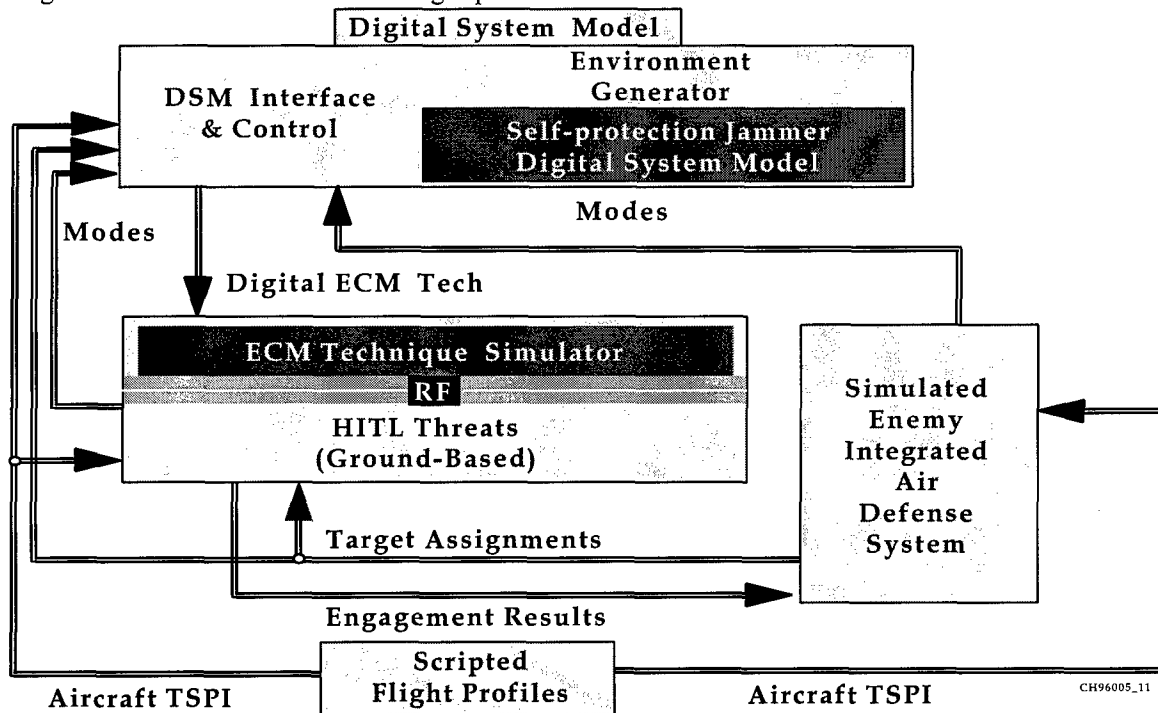 Digital System Model
Environment
Generator
DSM Interface
& Control
Self-protection Jammer
Digital System Model
Modes
Modes
Digital ECM Tech
ECM Technique Simulator
RF
HITL Threats
(Ground-Based)
Simulated
Enemy
Integrated
Air
Defense
System
Target Assignments
Engagement Results
Scripted
Flight Profiles
Aircraft TSPI
Aircraft TSPI
CH96005_11